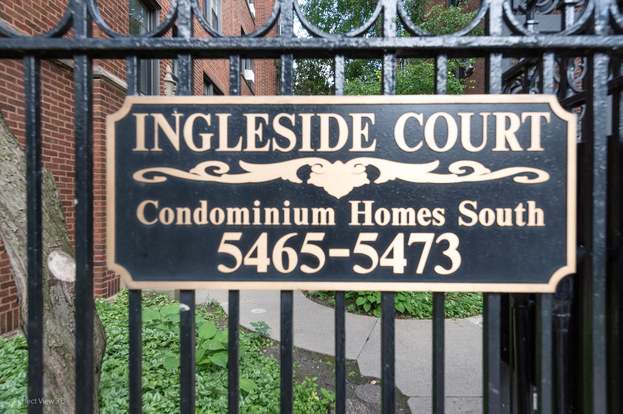 INGLESIDE COURT
Condominium Homes South
5465-5473